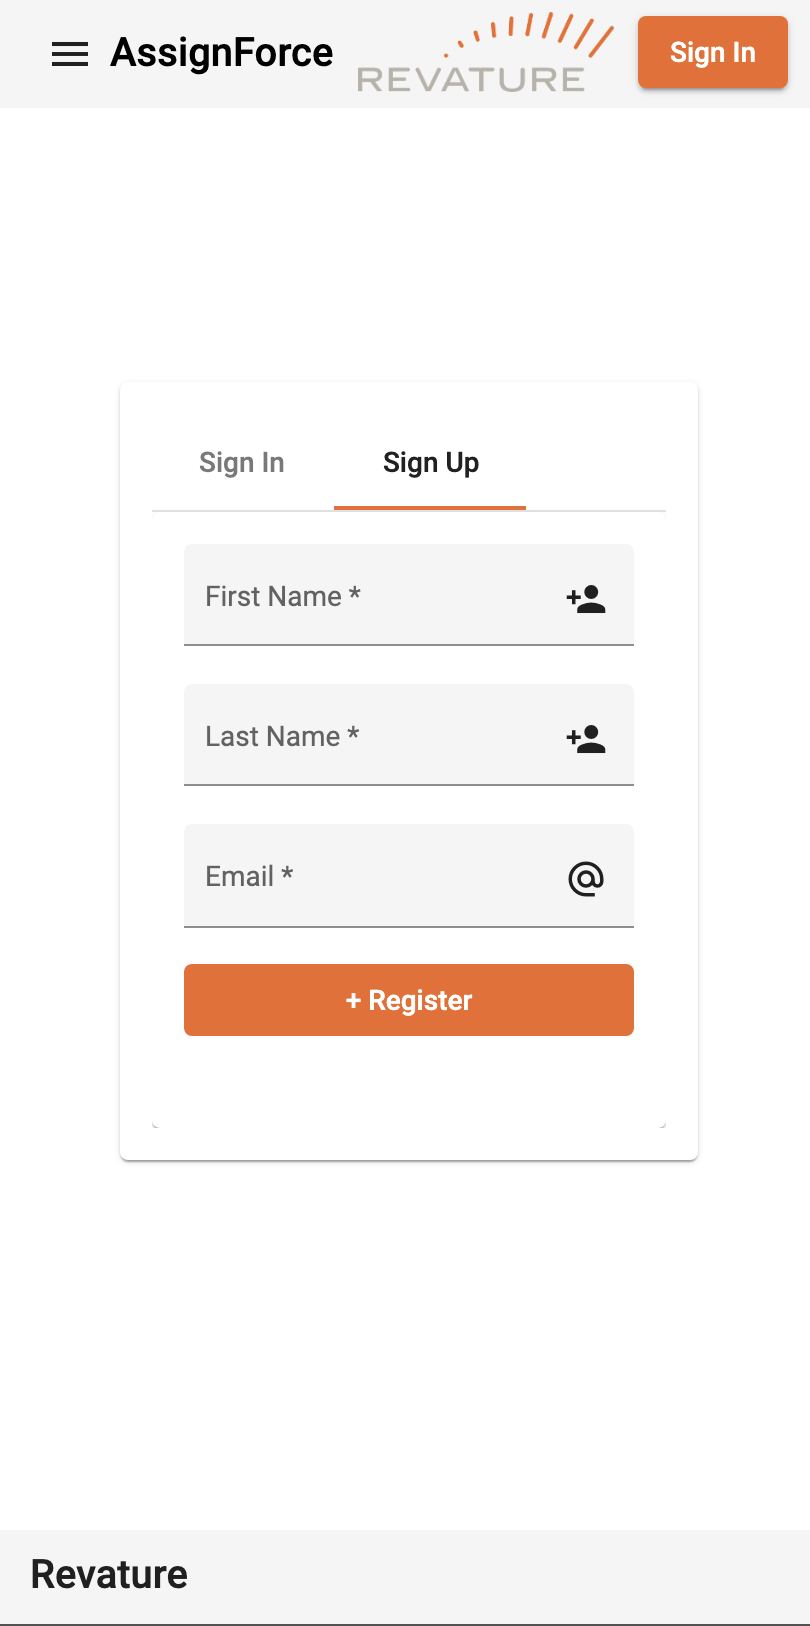 AssignForce
REVATURE
Sign In
Sign In
Sign Up
First Name *
Last Name *
Email *
+ Register
Revature